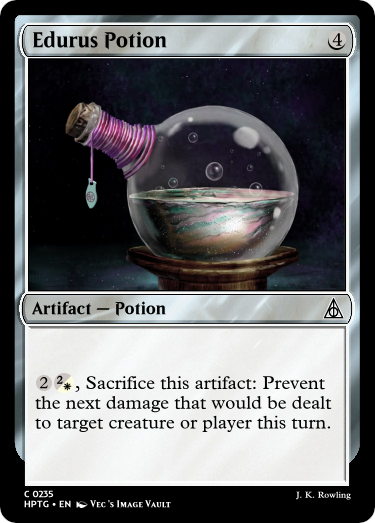 Edurus Potion 4
Artifact — Potion
2 2, Sacrifice this artifact: Prevent
the next damage that would be dealt
to target creature or player this turn.
C 0235
HPTG • EN Vec's Image Vault
J. K. Rowling